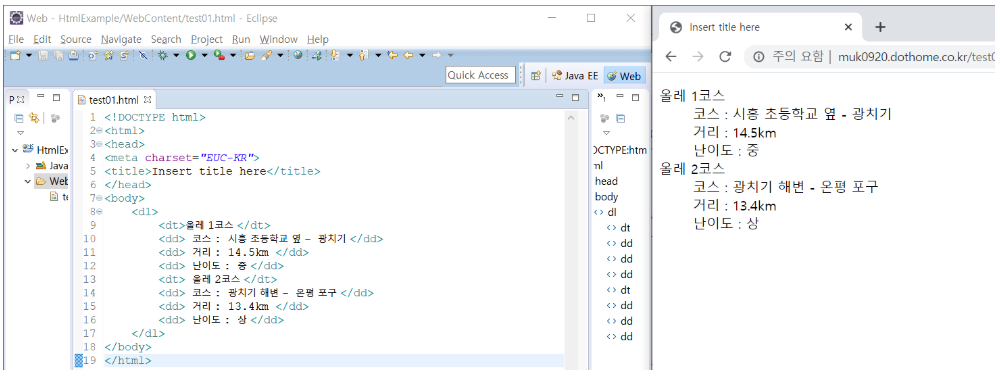 Web - HtmlExample/WebContent/test01.html - Eclipse
File Edit Source Navigate Search Project Run Window Help
Quick Access
Java EE
Web
P
test01.html
HtmlEx
Java
Web
te
1 <!DOCTYPE html>
2 <html>
3 <head>
4 <meta charset="EUC-KR">
5 <title>Insert title here</title>
6 </head>
7 <body>
8 <dl>
9 <dt>올레 1코스 </dt>
10 <dd> 코스 : 시흥 초등학교 옆 - 광치기 </dd>
11 <dd> 거리 : 14.5km </dd>
12 <dd> 난이도 : 중 </dd>
13 <dt> 올레 2코스 </dt>
14 <dd> 코스 : 광치기 해변 - 온평 포구 </dd>
15 <dd> 거리 : 13.4km </dd>
16 <dd> 난이도 : 상 </dd>
17 </dl>
18 </body>
19 </html>
OCTYPE:htm
ml
head
body
dl
dt
dd
dd
dd
dt
dd
dd
dd
Insert title here
주의 요함 | muk0920.dothome.co.kr/test0
올레 1코스
코스 : 시흥 초등학교 옆 - 광치기
거리 : 14.5km
난이도 : 중
올레 2코스
코스 : 광치기 해변 - 온평 포구
거리 : 13.4km
난이도 : 상